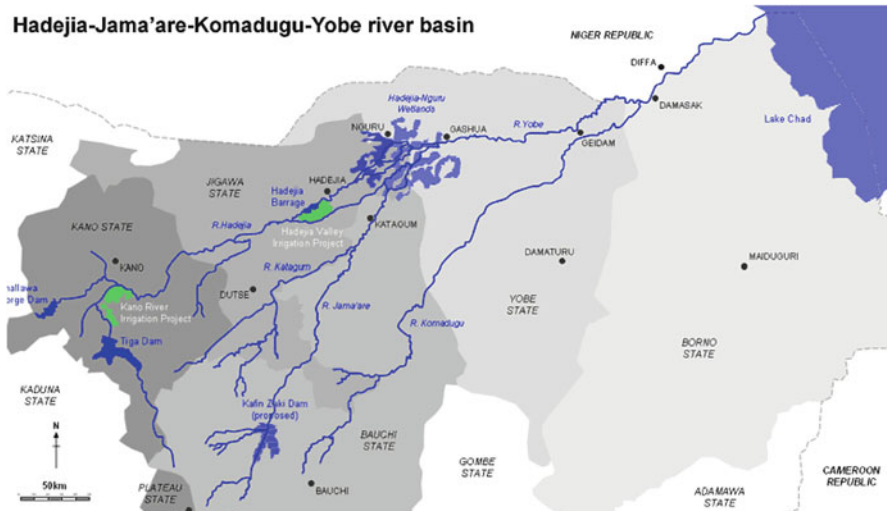 Hadejia-Jama'are-Komadugu-Yobe river basin
NIGER REPUBLIC
DIFFA
Hadejia-Nguru
Wetlands
DAMASAK
Lake Chad
KATSINA
STATE
NGURU
GASHUA
R.Yobe
GEIDAM
JIGAWA
STATE
HADEJIA
Hadejia
Barrage
KANO STATE
R.Hadejia
Hadejia Valley
Irrigation Project
KATAGUM
KANO
R. Katagum
DAMATURU
MAIDUGURI
DUTSE
orge Dam
Kano River
Irrigation Project
R. Jama'are
R. Komadugu
YOBE
STATE
Tiga Dam
BORNO
STATE
KADUNA
STATE
Kafin Zaki Dam
(proposed)
N
BAUCHI
STATE
GOMBE
STATE
CAMEROON
REPUBLIC
50km
PLATEAU
STATE
BAUCHI
ADAMAWA
STATE